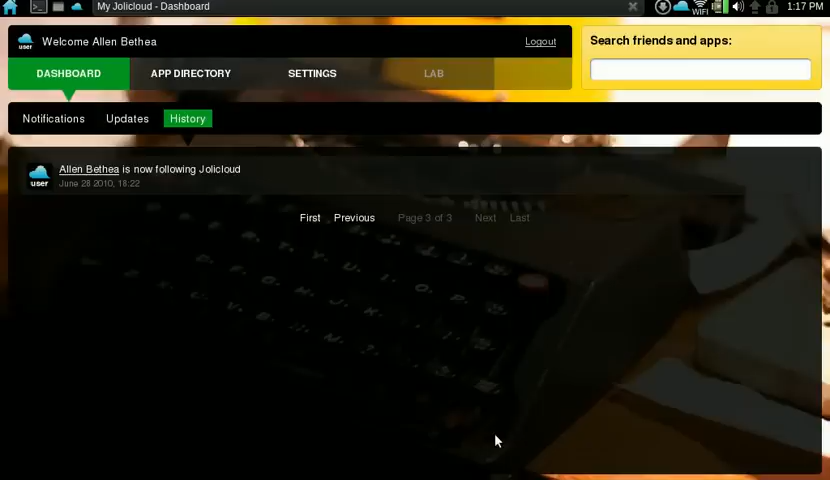 My Jolicloud - Dashboard
WIFI
1:17 PM
user
Welcome Allen Bethea
Logout
Search friends and apps:
DASHBOARD
APP DIRECTORY
SETTINGS
LAB
Notifications
Updates
History
user
Allen Bethea is now following Jolicloud
June 28 2010, 18:22
First Previous Page 3 of 3 Next Last